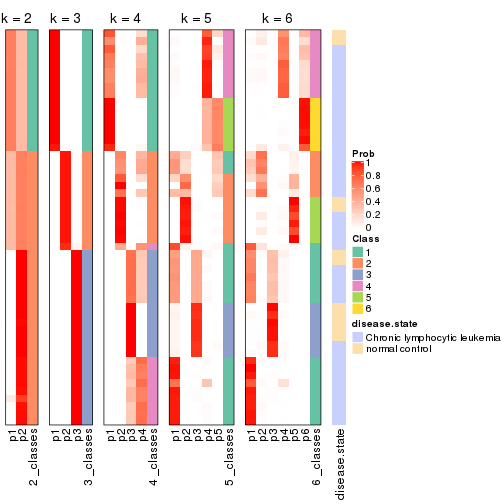 k = 2 k = 3 k = 4 k = 5 k = 6
Prob
1
0.8
0.6
0.4
0.2
0
Class
1
2
3
4
5
6
disease.state
Chronic lymphocytic leukemia
normal control
p1 p2 2_classes p1 p2 p3 3_classes p1 p2 p3 p4 4_classes p1 p2 p3 p4 p5 5_classes p1 p2 p3 p4 p5 p6 6_classes disease.state